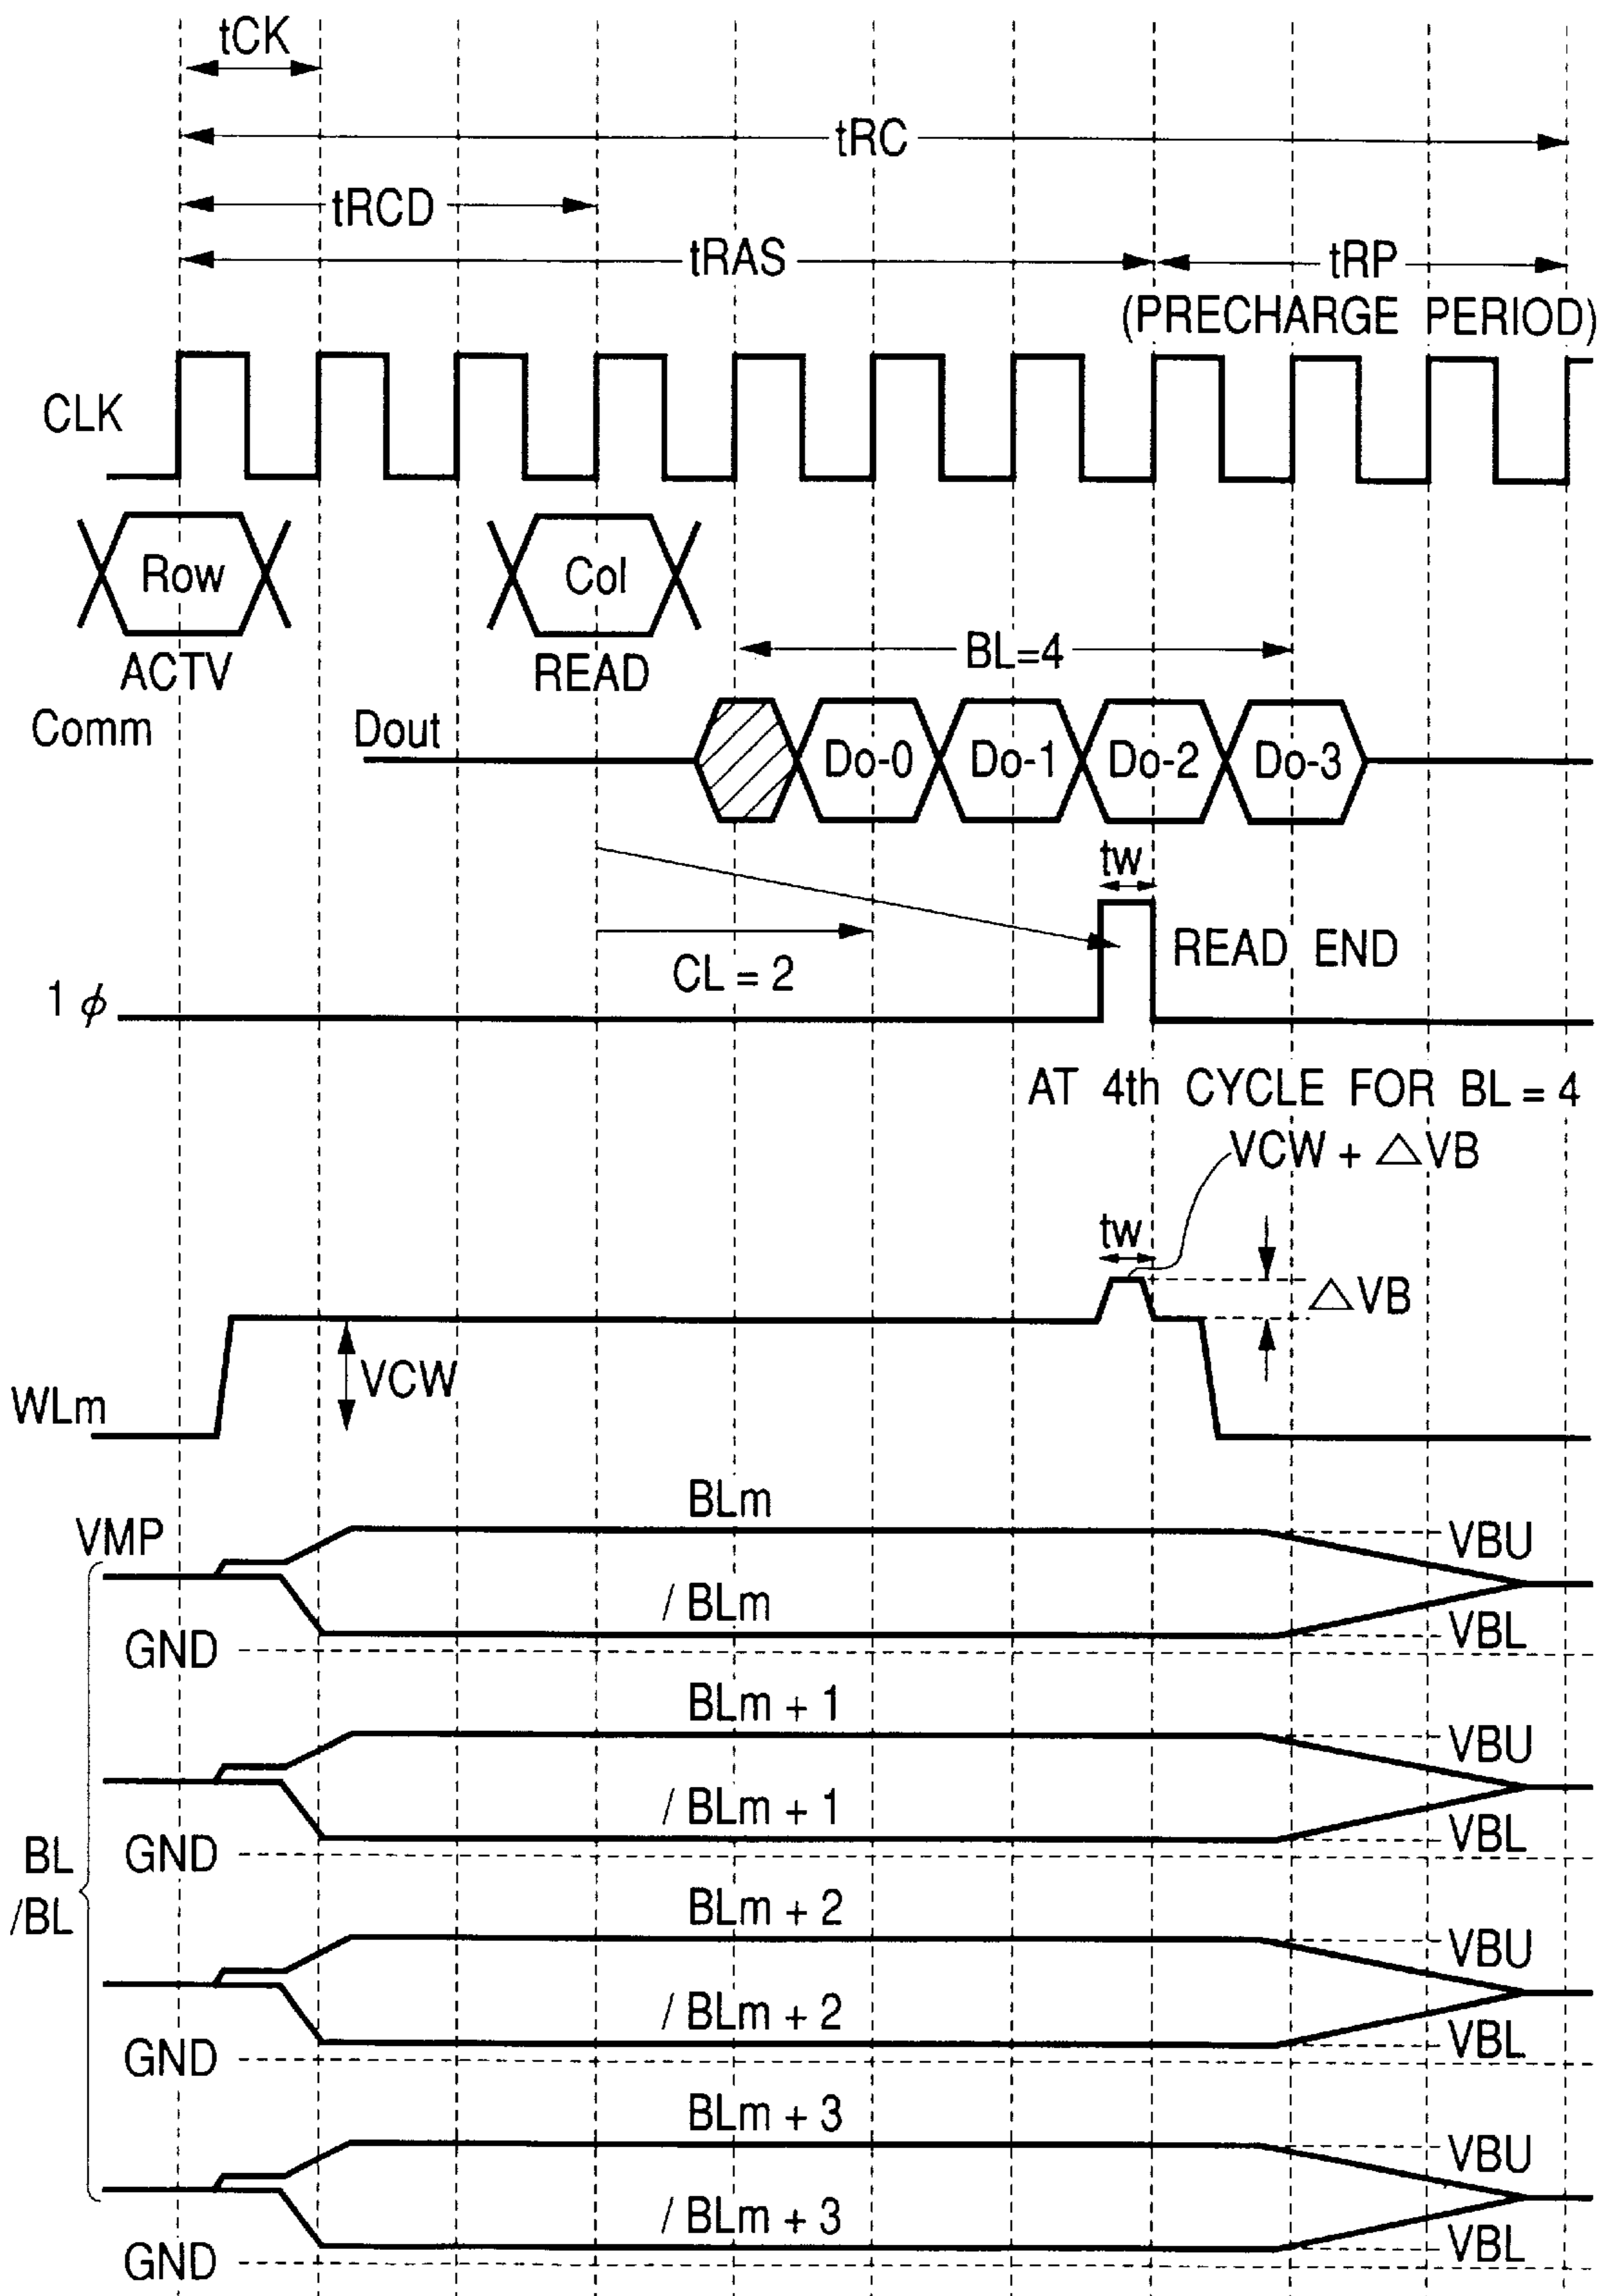 tCK
tRC
tRCD
tRAS
tRP
(PRECHARGE PERIOD)
CLK
Row
Col
ACTV
READ
BL=4
Comm
Dout
Do-0
Do-1
Do-2
Do-3
tw
READ END
CL = 2
1 ϕ
AT 4th CYCLE FOR BL = 4
VCW + △VB
tw
△VB
VCW
WLm
BLm
VMP
VBU
/ BLm
GND
VBL
BLm + 1
VBU
/ BLm + 1
BL
GND
VBL
/BL
BLm + 2
VBU
/ BLm + 2
GND
VBL
BLm + 3
VBU
/ BLm + 3
GND
VBL